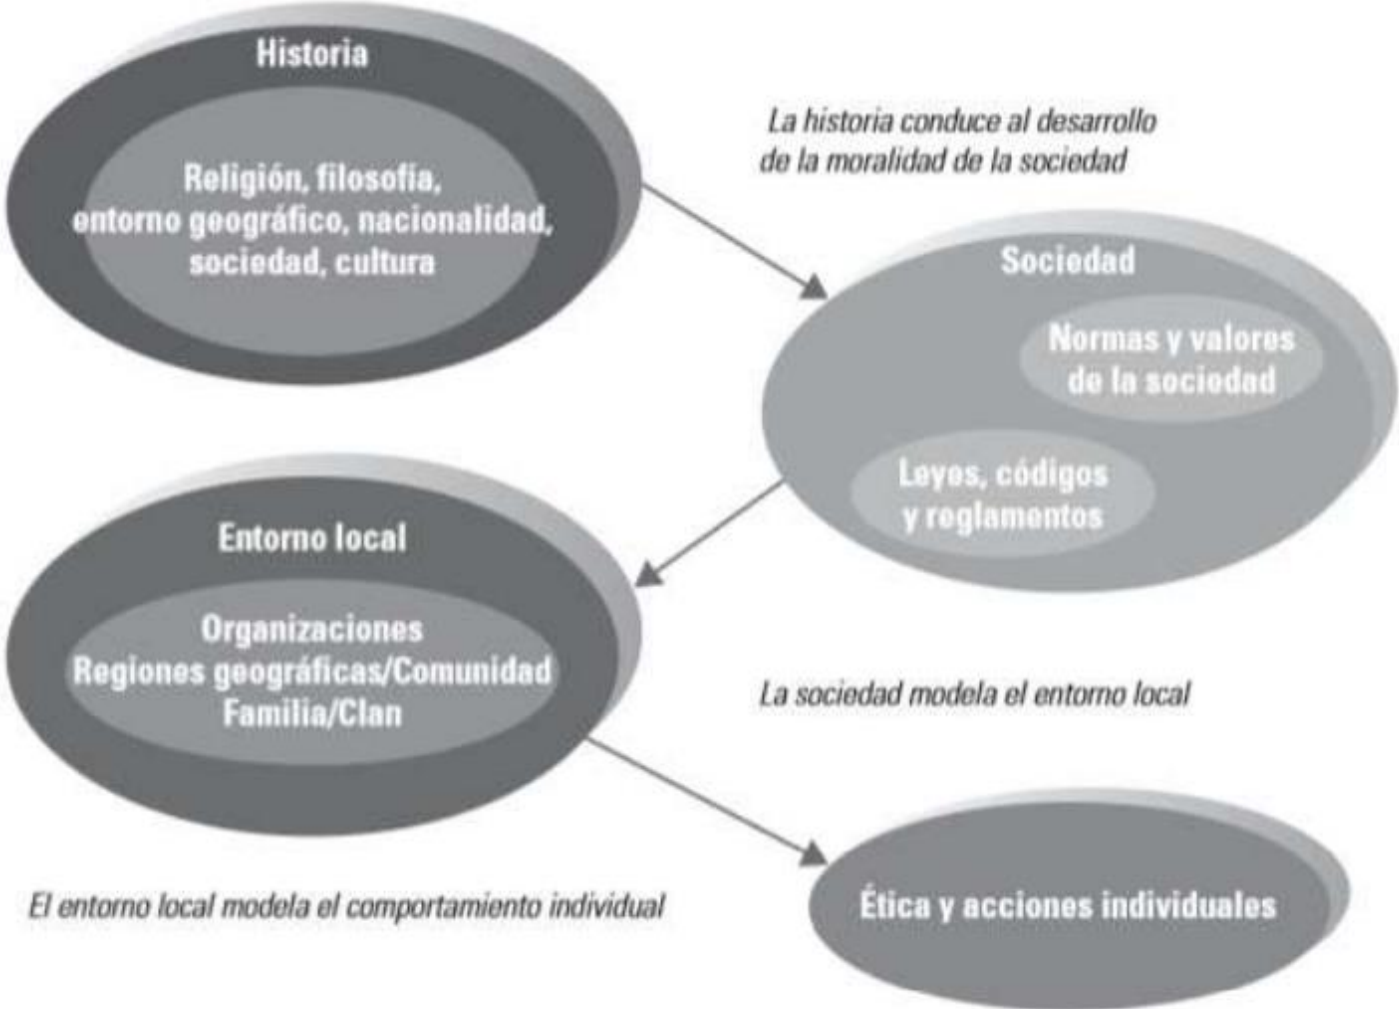 Historia
Religión, filosofía,
entorno geográfico, nacionalidad,
sociedad, cultura
La historia conduce al desarrollo
de la moralidad de la sociedad
Sociedad
Normas y valores
de la sociedad
Leyes, códigos
y reglamentos
Entorno local
Organizaciones
Regiones geográficas/Comunidad
Familia/Clan
La sociedad modela el entorno local
El entorno local modela el comportamiento individual
Ética y acciones individuales